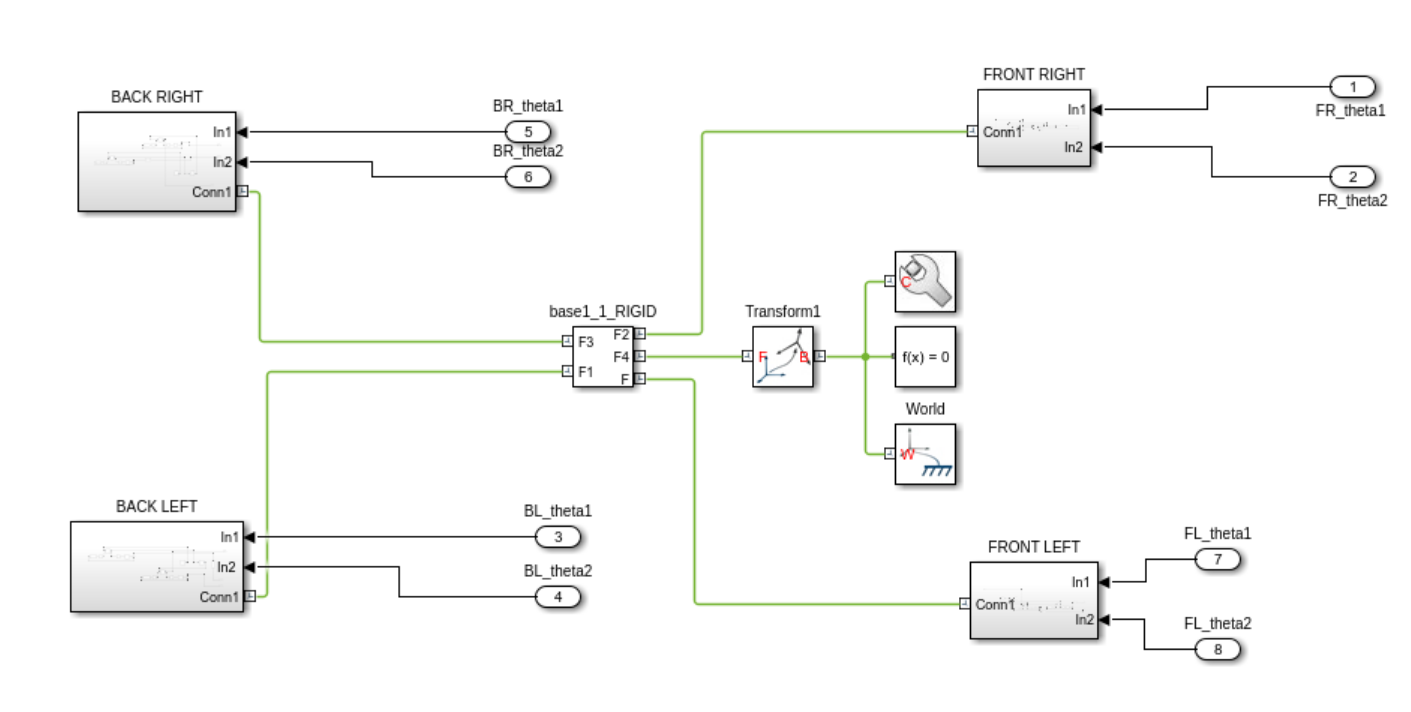 FRONT RIGHT
In1
Conn1
In2
1
FR_theta1
2
FR_theta2
BACK RIGHT
In1
In2
Conn1
BR_theta1
5
BR_theta2
6
base1_1_RIGID
F3
F1
F2
F4
F
Transform1
F
B
C
f(x) = 0
World
W
BACK LEFT
In1
In2
Conn1
BL_theta1
3
BL_theta2
4
FRONT LEFT
In1
Conn1
In2
FL_theta1
7
FL_theta2
8